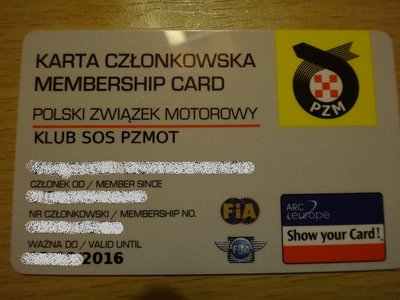 KARTA CZŁONKOWSKA
MEMBERSHIP CARD
PZM
POLSKI ZWIĄZEK MOTOROWY
KLUB SOS PZMOT
CZŁONEK OD / MEMBER SINCE
NR CZŁONKOWSKI / MEMBERSHIP NO.
WAŻNA DO / VALID UNTIL
2016
FiA
FIM
ARC
europe
Show your Card!